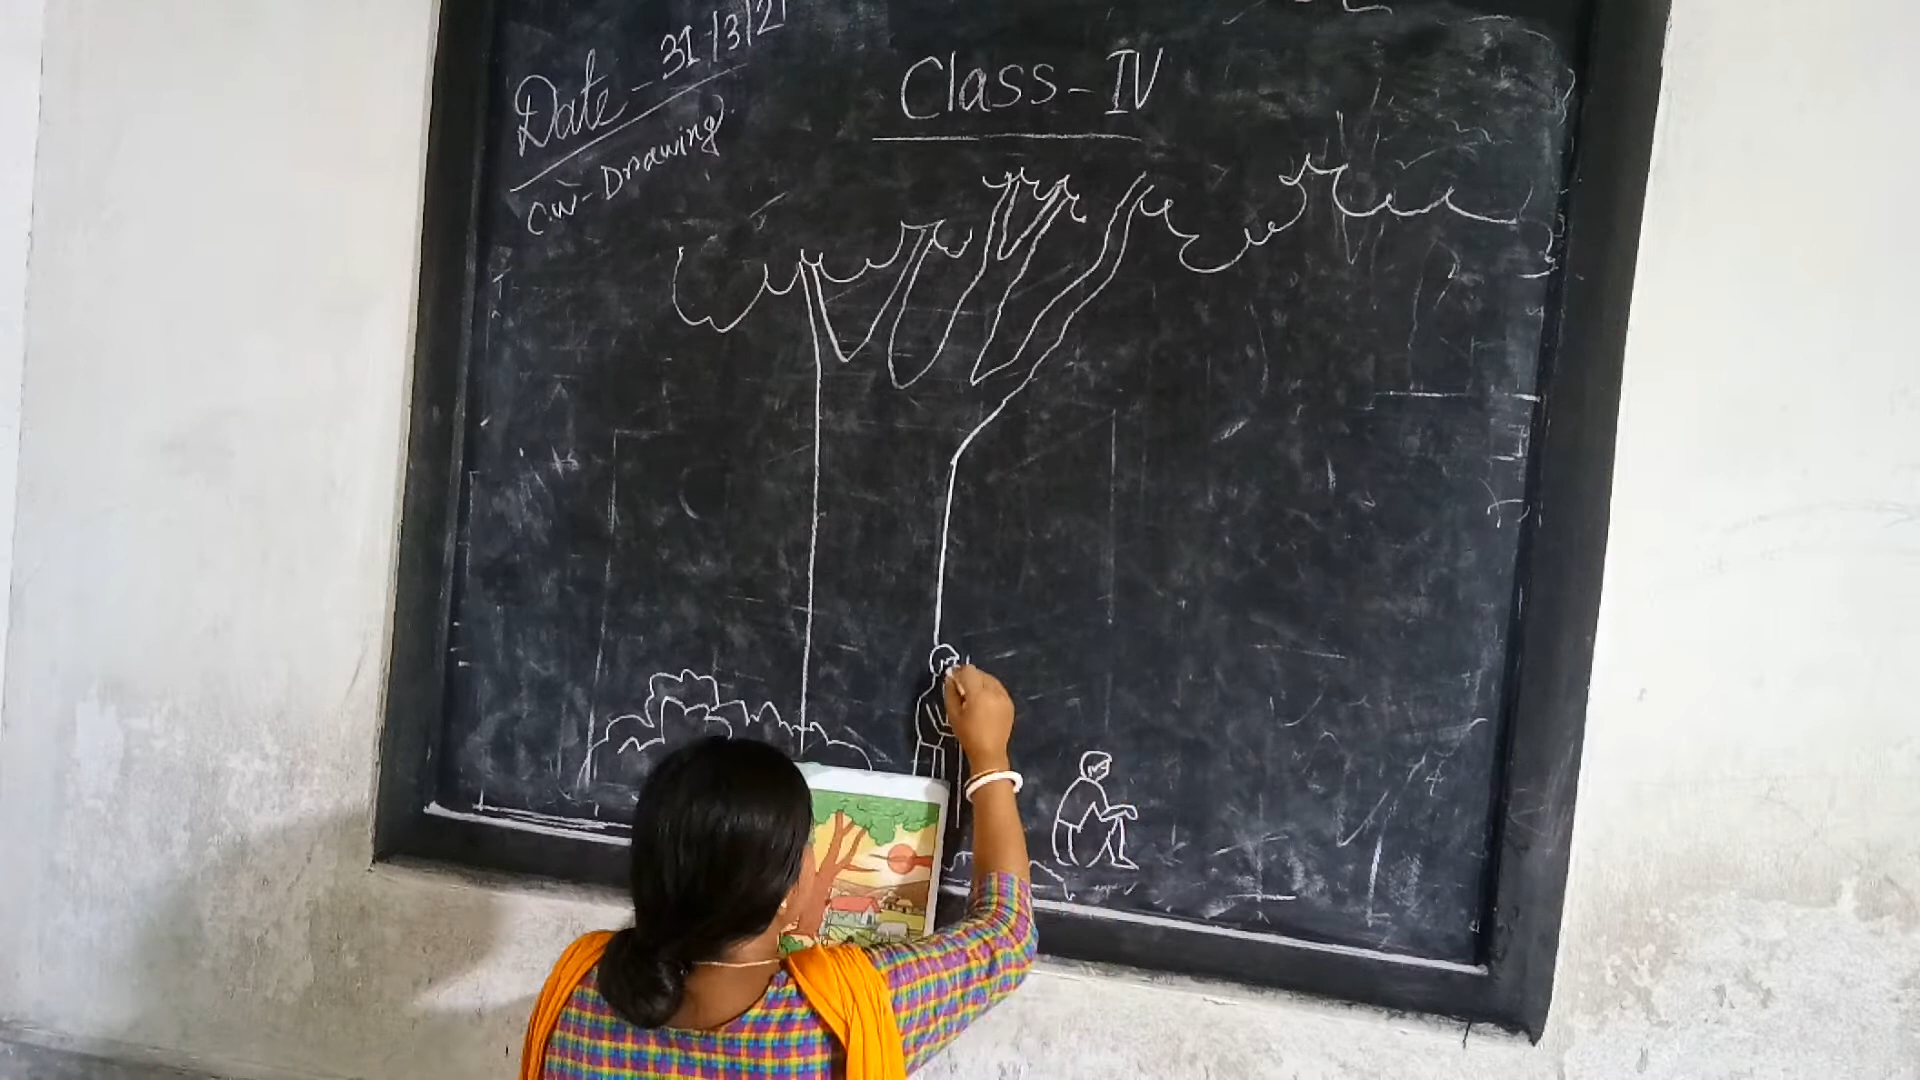 Date - 31/3/21
Class - IV
C.W - Drawing